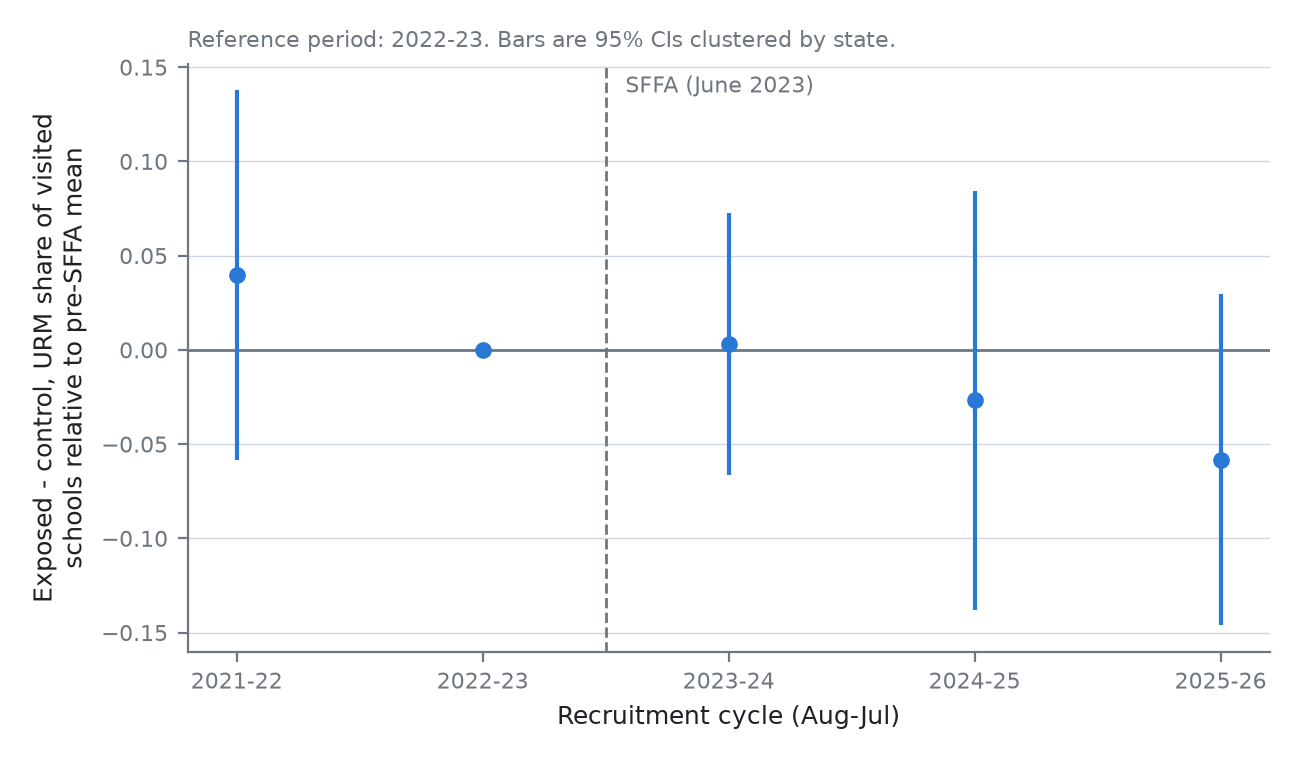 Reference period: 2022-23. Bars are 95% CIs clustered by state.
SFFA (June 2023)
Exposed - control, URM share of visited
schools relative to pre-SFFA mean
0.15
0.10
0.05
0.00
−0.05
−0.10
−0.15
2021-22
2022-23
2023-24
2024-25
2025-26
Recruitment cycle (Aug-Jul)